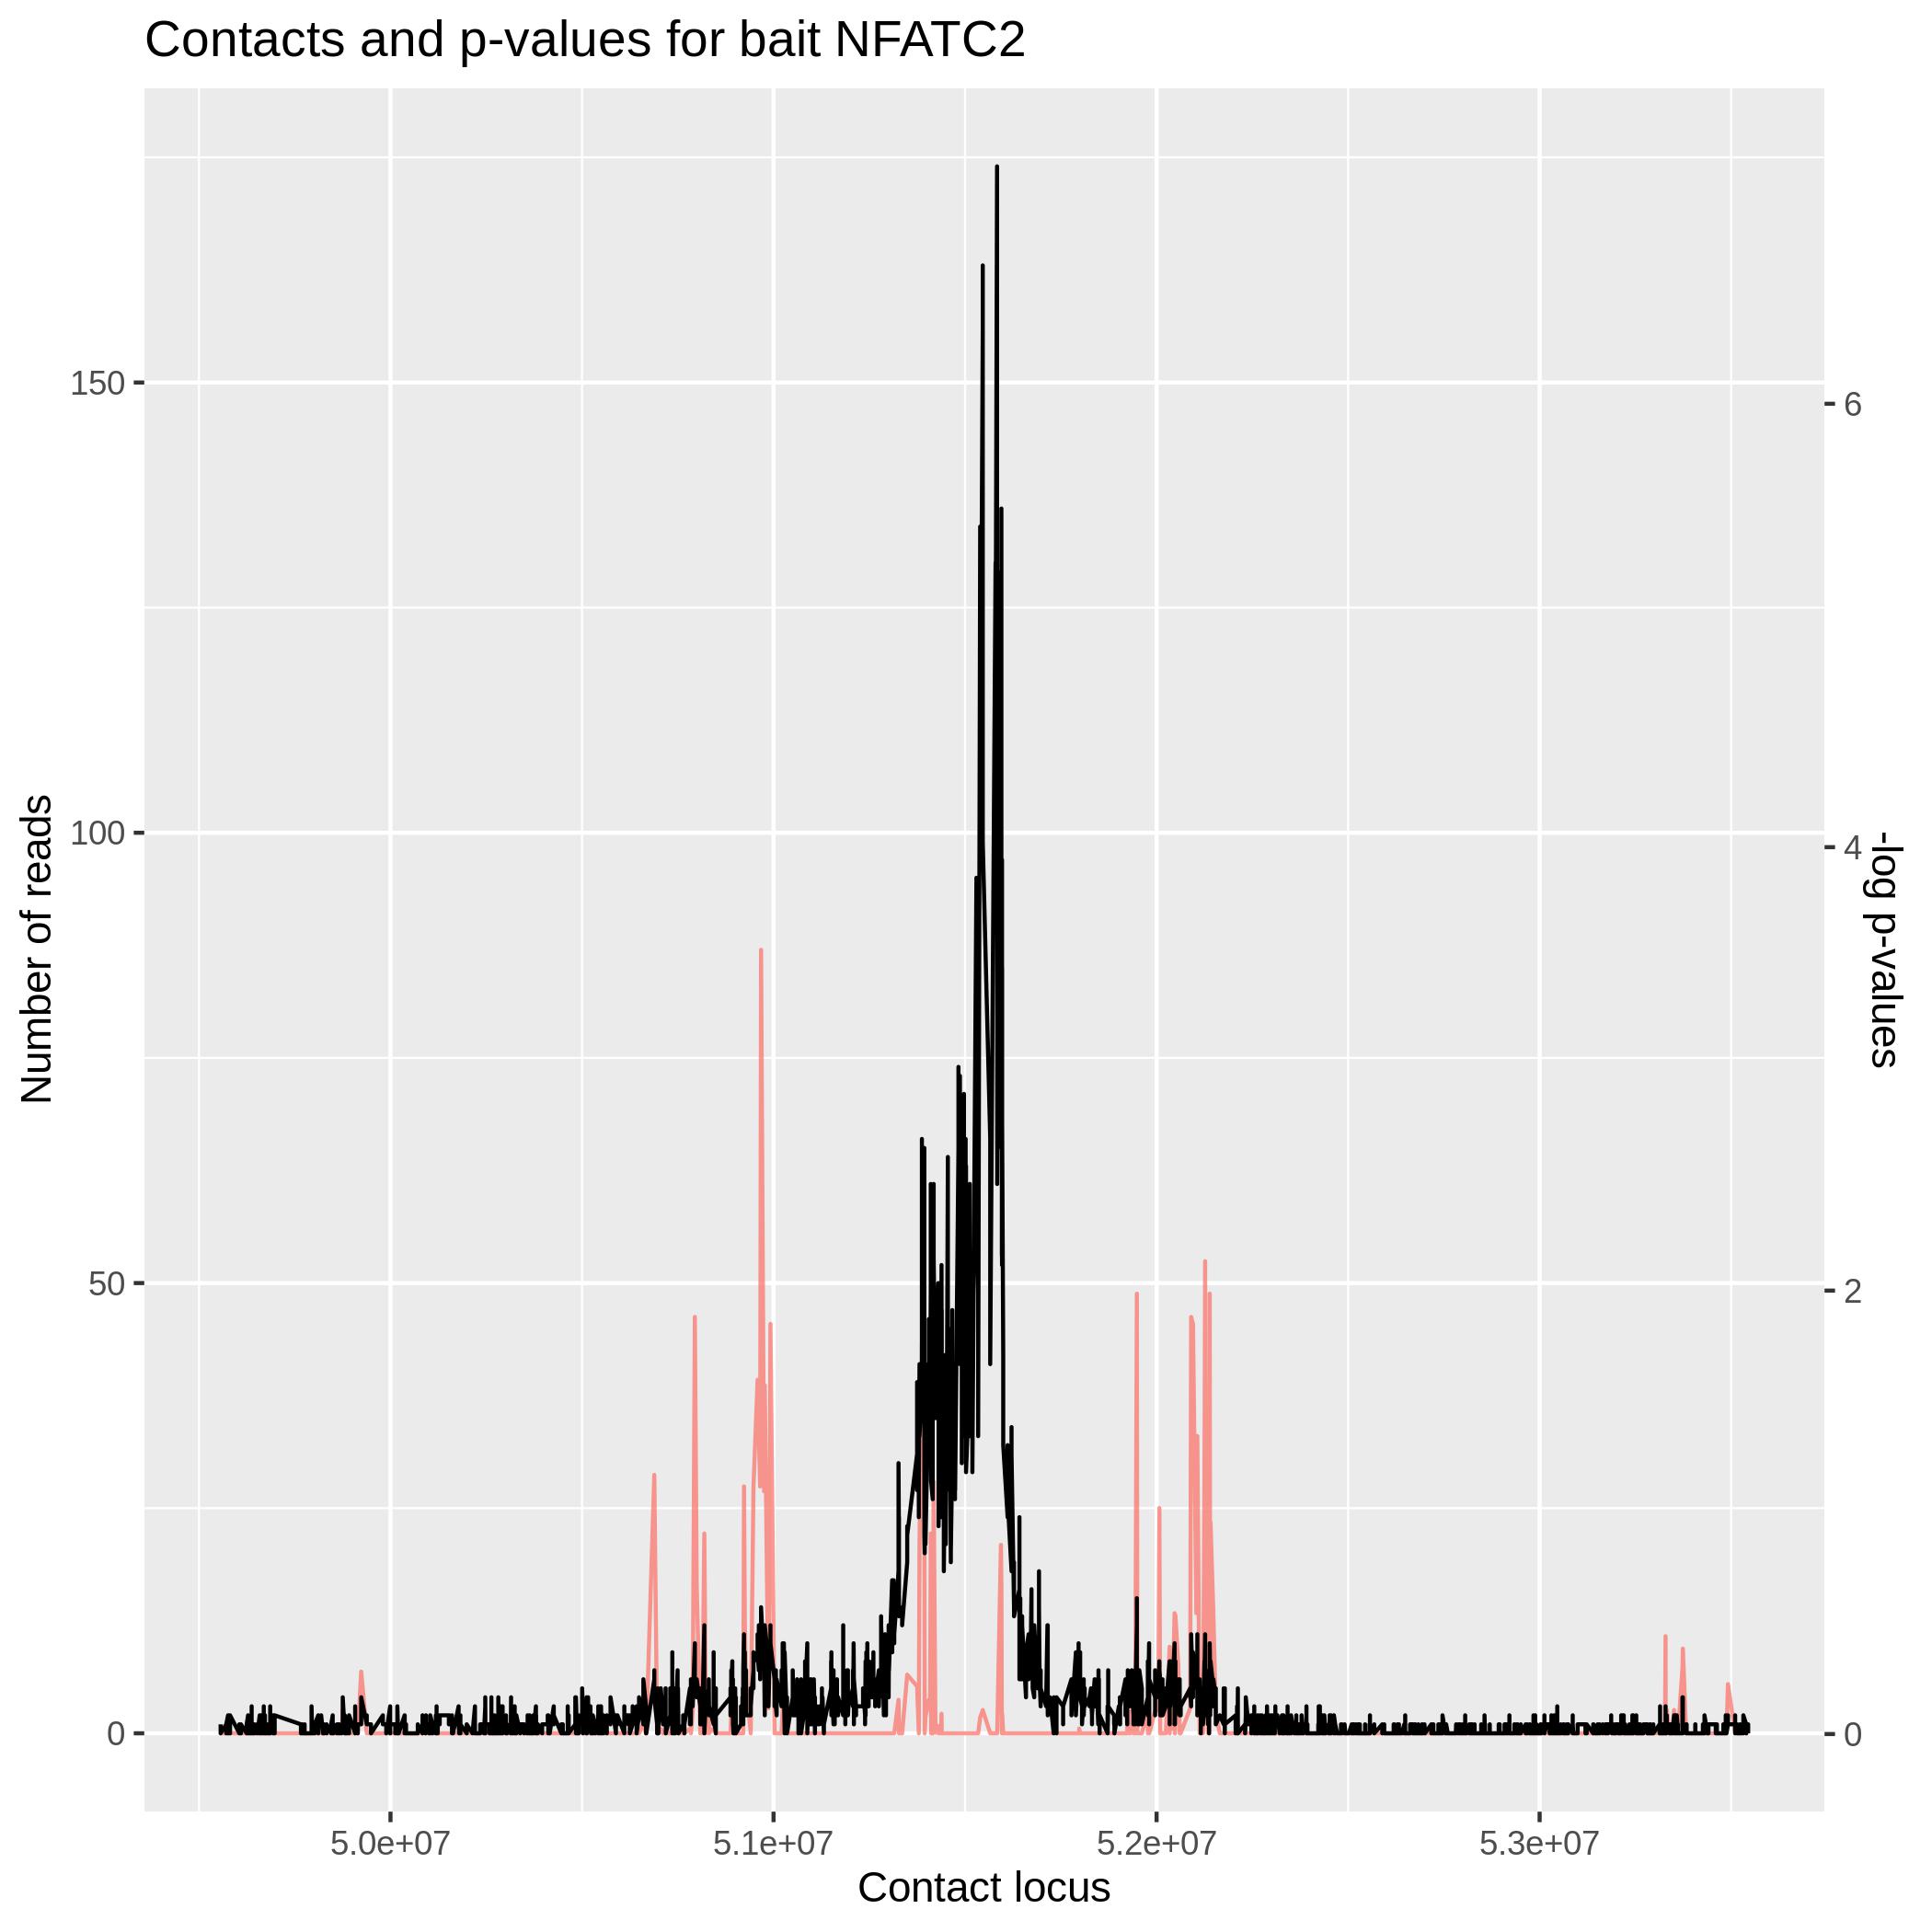 Contacts and p-values for bait NFATC2
Number of reads
150
100
50
0
6
4
2
0
-log p-values
5.0e+07
5.1e+07
5.2e+07
5.3e+07
Contact locus